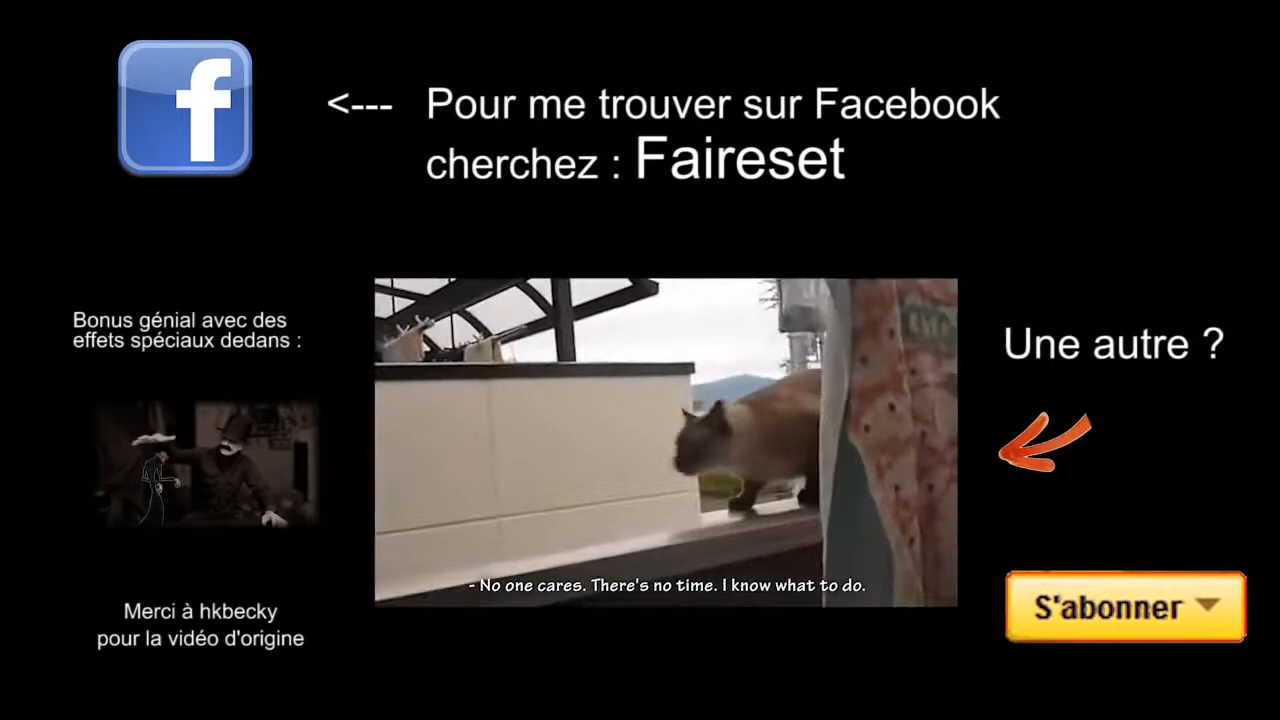 f
<--- Pour me trouver sur Facebook
cherchez : Faireset
Bonus génial avec des
effets spéciaux dedans :
Une autre ?
- No one cares. There's no time. I know what to do.
S'abonner
Merci à hkbecky
pour la vidéo d'origine